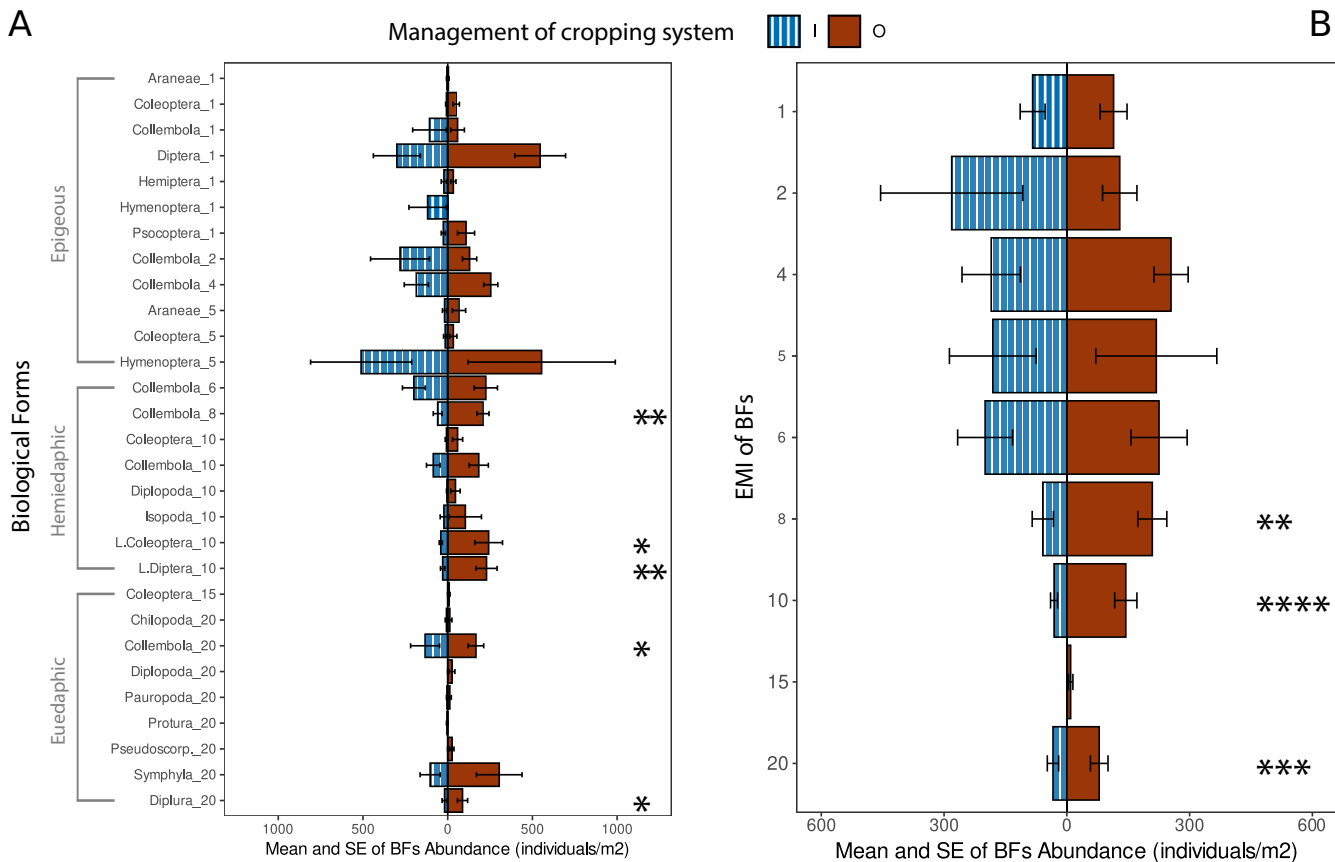 A
Management of cropping system
I
O
B
Biological Forms
Epigeous
Hemiedaphic
Euedaphic
Araneae_1
Coleoptera_1
Collembola_1
Diptera_1
Hemiptera_1
Hymenoptera_1
Psocoptera_1
Collembola_2
Collembola_4
Araneae_5
Coleoptera_5
Hymenoptera_5
Collembola_6
Collembola_8
**
Coleoptera_10
Collembola_10
Diplopoda_10
Isopoda_10
L.Coleoptera_10
*
L.Diptera_10
**
Coleoptera_15
Chilopoda_20
Collembola_20
*
Diplopoda_20
Pauropoda_20
Protura_20
Pseudoscorp._20
Symphyla_20
Diplura_20
*
1000 500 0 500 1000
Mean and SE of BFs Abundance (individuals/m2)
EMI of BFs
1
2
4
5
6
8
**
10
****
15
20
***
600 300 0 300 600
Mean and SE of BFs Abundance (individuals/m2)